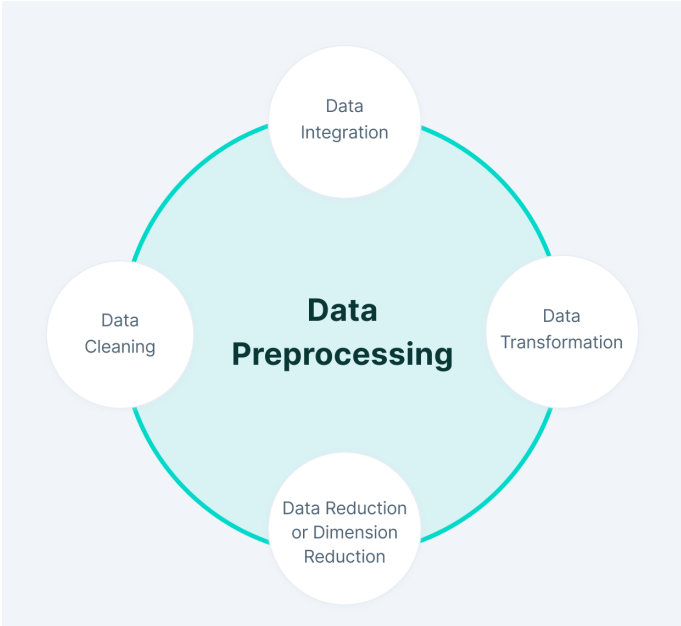 Data
Integration
Data
Cleaning
Data
Preprocessing
Data
Transformation
Data Reduction
or Dimension
Reduction